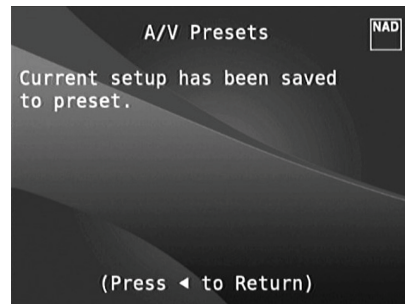 A/V Presets
NAD
Current setup has been saved
to preset.
(Press ◄ to Return)